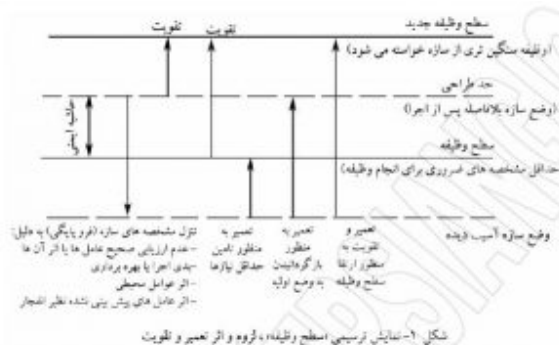 سطح وظیفه جدید
تقویت
تقویت
(وظیفه سنگین تری از سازه خواسته می شود)
حد طراحی
(وضع سازه بلافاصله پس از اجرا)
حاشیه ایمنی
سطح وظیفه
حداقل مشخصه های ضروری برای انجام وظیفه)
وضع سازه آسیب دیده
تعمیر و
تقویت به
منظور ارتقا
سطح وظیفه
تعمیر به
منظور
بازگرداندن
به وضع اولیه
تعمیر به
منظور تامین
حداقل نیازها
تنزل مشخصه های سازه (فروپایگی) به دلیل:
-عدم ارزیابی صحیح عامل ها یا اثر آن ها
-بدی اجرا یا بهره برداری
-اثر عوامل محیطی
-اثر عامل های پیش بینی نشده نظیر انفجار
شکل ۲-نمایش ترسیمی «سطح وظیفه»، لزوم و اثر تعمیر و تقویت